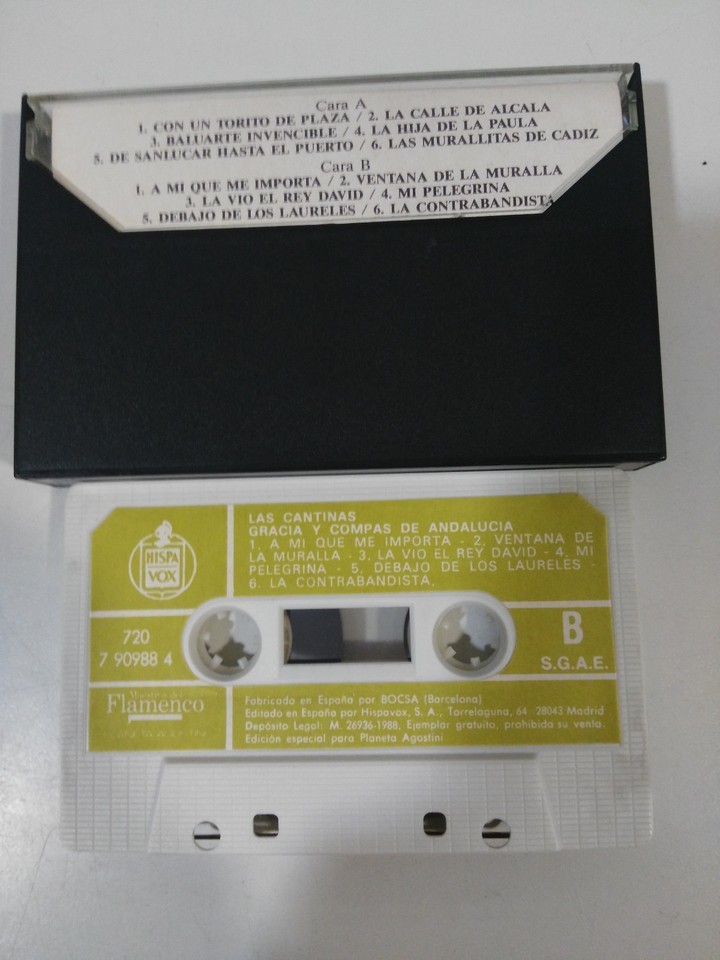 Cara A
1. CON UN TORITO DE PLAZA / 2. LA CALLE DE ALCALA
3. BALUARTE INVENCIBLE / 4. LA HIJA DE LA PAULA
5. DE SANLUCAR HASTA EL PUERTO / 6. LAS MURALLITAS DE CADIZ
Cara B
1. A MI QUE ME IMPORTA / 2. VENTANA DE LA MURALLA
3. LA VIO EL REY DAVID / 4. MI PELEGRINA
5. DEBAJO DE LOS LAURELES / 6. LA CONTRABANDISTA
HISPA
VOX
LAS CANTINAS
GRACIA Y COMPAS DE ANDALUCIA
1. A MI QUE ME IMPORTA - 2. VENTANA DE
LA MURALLA - 3. LA VIO EL REY DAVID - 4. MI
PELEGRINA - 5. DEBAJO DE LOS LAURELES -
6. LA CONTRABANDISTA.
720
7 90988 4
B
S.G.A.E.
Flamenco
Fabricado en España por BOCSA (Barcelona)
Editado en España por Hispavox, S. A., Torrelaguna, 64 - 28043 Madrid
Depósito Legal: M. 26936-1988. Ejemplar gratuito, prohibida su venta.
Edición especial para Planeta Agostini